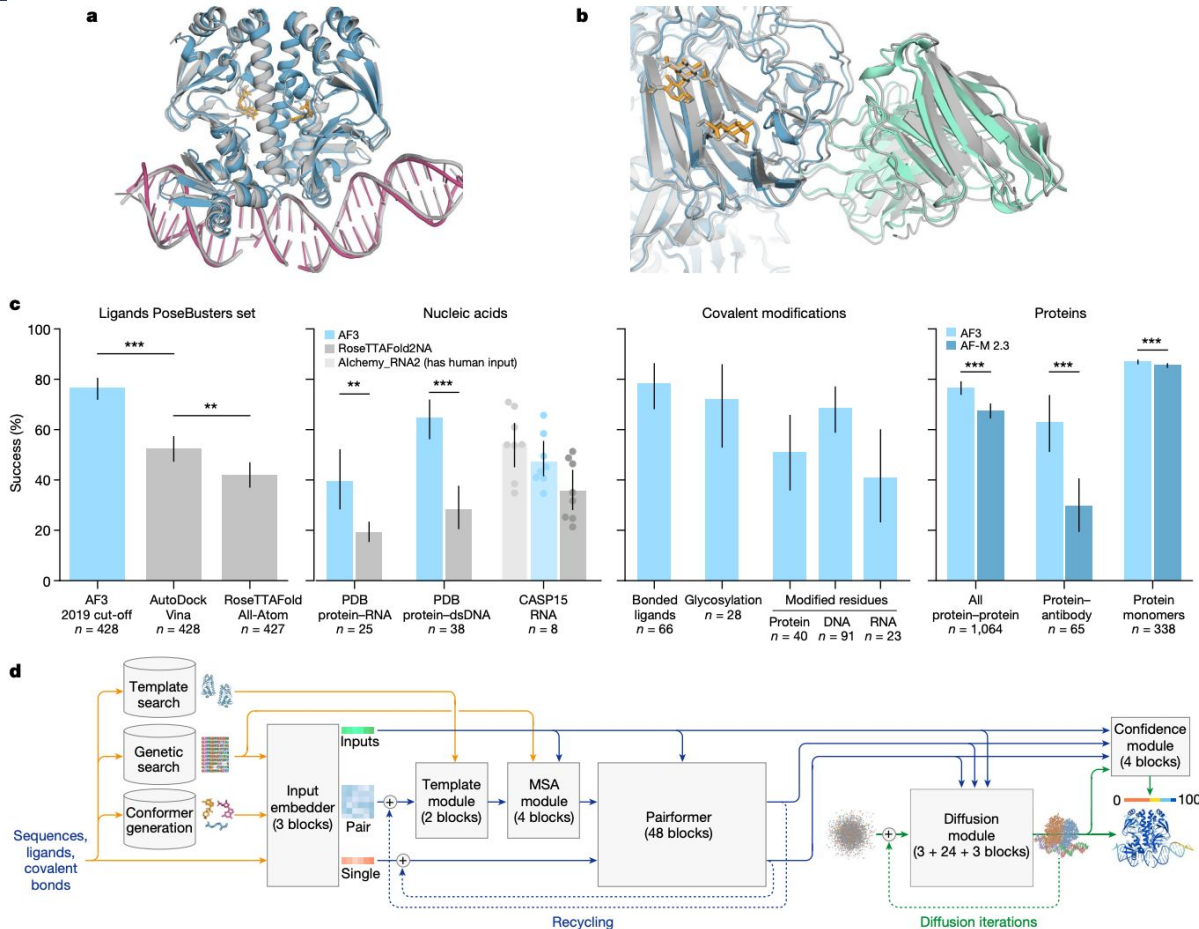 a
b
c
Ligands PoseBusters set
Success (%)
100
80
60
40
20
0
***
**
AF3
2019 cut-off
n = 428
AutoDock
Vina
n = 428
RoseTTAFold
All-Atom
n = 427
Nucleic acids
AF3
RoseTTAFold2NA
Alchemy_RNA2 (has human input)
**
***
PDB
protein–RNA
n = 25
PDB
protein–dsDNA
n = 38
CASP15
RNA
n = 8
Covalent modifications
Bonded
ligands
n = 66
Glycosylation
n = 28
Modified residues
Protein
n = 40
DNA
n = 91
RNA
n = 23
Proteins
AF3
AF-M 2.3
***
***
***
All
protein–protein
n = 1,064
Protein–
antibody
n = 65
Protein
monomers
n = 338
d
Sequences,
ligands,
covalent
bonds
Template
search
Genetic
search
Conformer
generation
Input
embedder
(3 blocks)
Inputs
Pair
Single
+
+
Template
module
(2 blocks)
MSA
module
(4 blocks)
Pairformer
(48 blocks)
Recycling
+
Diffusion
module
(3 + 24 + 3 blocks)
Diffusion iterations
Confidence
module
(4 blocks)
0 100